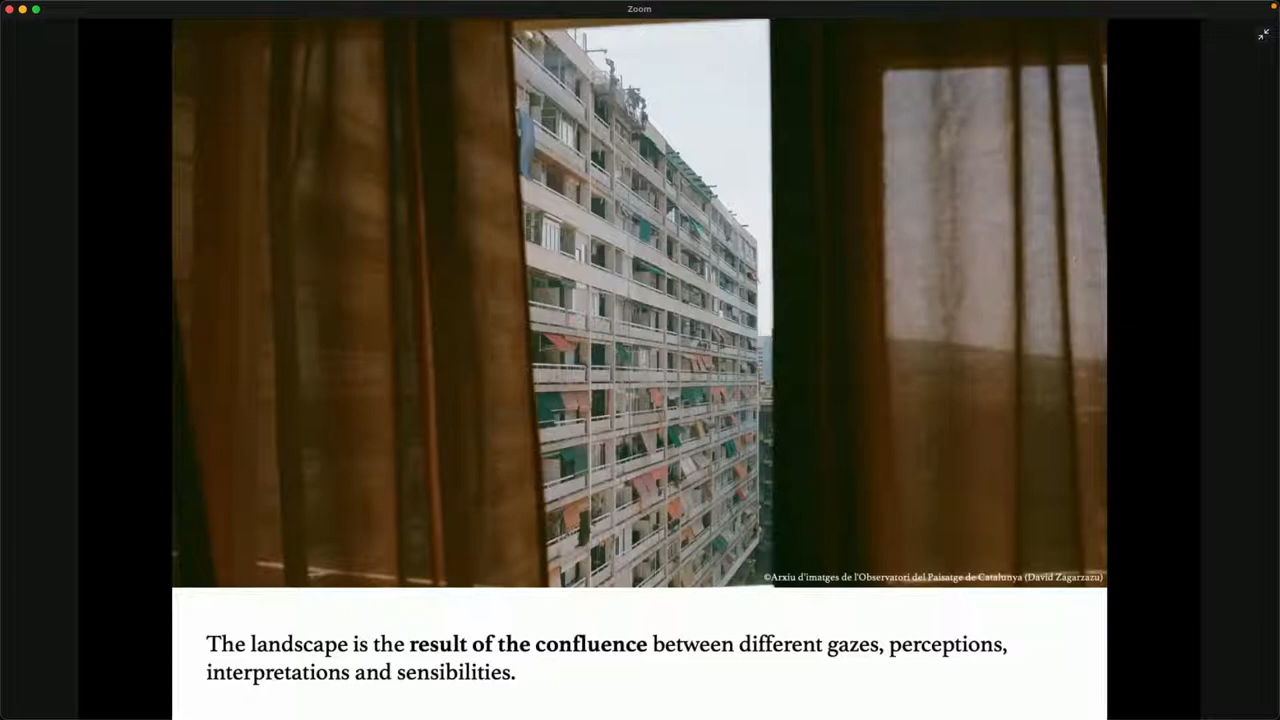 Zoom
©Arxiu d'imatges de l'Observatori del Paisatge de Catalunya (David Zagarzazu)
The landscape is the result of the confluence between different gazes, perceptions,
interpretations and sensibilities.